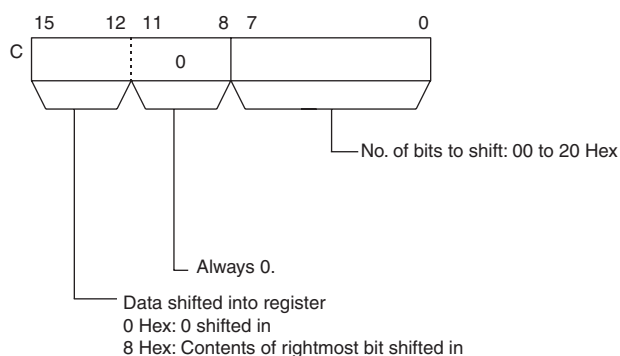 15 12 11 8 7 0
C
0
No. of bits to shift: 00 to 20 Hex
Always 0.
Data shifted into register
0 Hex: 0 shifted in
8 Hex: Contents of rightmost bit shifted in